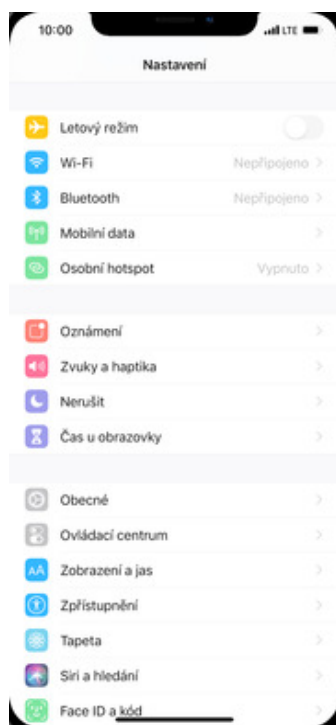 10:00 LTE
Nastavení
Letový režim
Wi-Fi Nepřipojeno
Bluetooth Nepřipojeno
Mobilní data
Osobní hotspot Vypnuto
Oznámení
Zvuky a haptika
Nerušit
Čas u obrazovky
Obecné
Ovládací centrum
AA Zobrazení a jas
Zpřístupnění
Tapeta
Siri a hledání
Face ID a kód